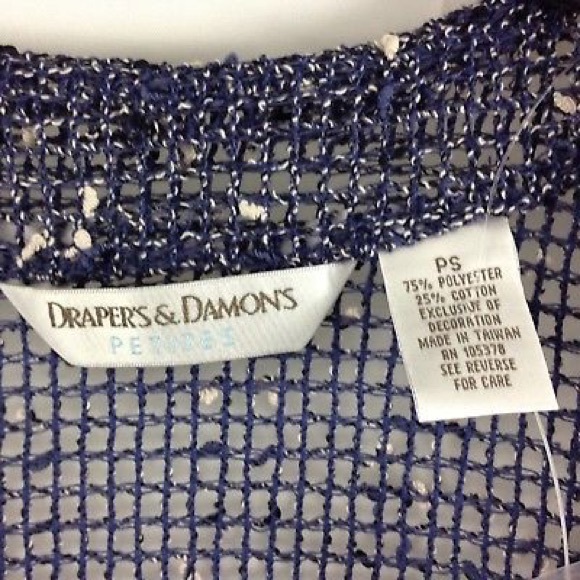 DRAPER'S & DAMON'S
PETITES
PS
75% POLYESTER
25% COTTON
EXCLUSIVE OF
DECORATION
MADE IN TAIWAN
RN 105378
SEE REVERSE
FOR CARE